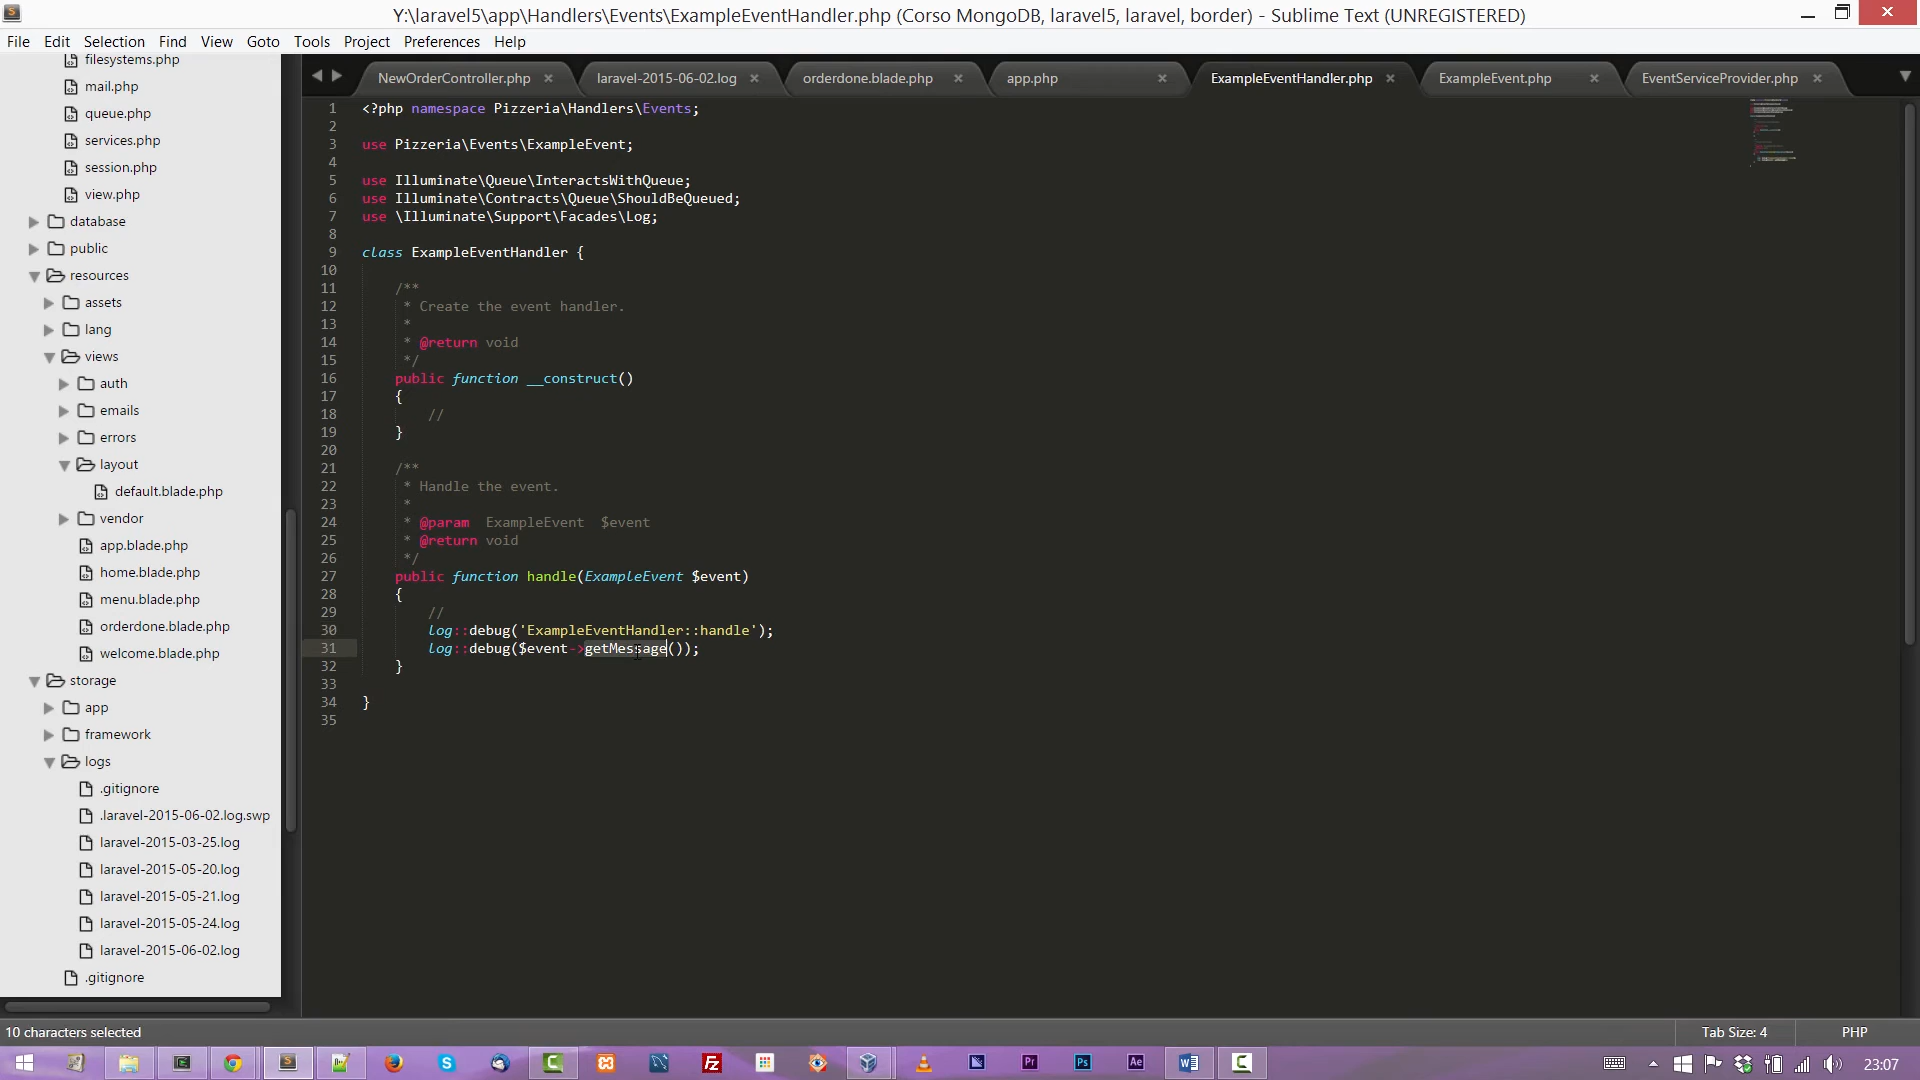 Y:\laravel5\app\Handlers\Events\ExampleEventHandler.php (Corso MongoDB, laravel5, laravel, border) - Sublime Text (UNREGISTERED)
File Edit Selection Find View Goto Tools Project Preferences Help
filesystems.php
mail.php
queue.php
services.php
session.php
view.php
database
public
resources
assets
lang
views
auth
emails
errors
layout
default.blade.php
vendor
app.blade.php
home.blade.php
menu.blade.php
orderdone.blade.php
welcome.blade.php
storage
app
framework
logs
.gitignore
.laravel-2015-06-02.log.swp
laravel-2015-03-25.log
laravel-2015-05-20.log
laravel-2015-05-21.log
laravel-2015-05-24.log
laravel-2015-06-02.log
.gitignore
NewOrderController.php × laravel-2015-06-02.log × orderdone.blade.php × app.php × ExampleEventHandler.php × ExampleEvent.php × EventServiceProvider.php ×
1 <?php namespace Pizzeria\Handlers\Events;
2
3 use Pizzeria\Events\ExampleEvent;
4
5 use Illuminate\Queue\InteractsWithQueue;
6 use Illuminate\Contracts\Queue\ShouldBeQueued;
7 use \Illuminate\Support\Facades\Log;
8
9 class ExampleEventHandler {
10
11 /**
12 * Create the event handler.
13 *
14 * @return void
15 */
16 public function __construct()
17 {
18 //
19 }
20
21 /**
22 * Handle the event.
23 *
24 * @param  ExampleEvent  $event
25 * @return void
26 */
27 public function handle(ExampleEvent $event)
28 {
29 //
30 log::debug('ExampleEventHandler::handle');
31 log::debug($event->getMessage());
32 }
33
34 }
35
10 characters selected
Tab Size: 4
PHP
23:07